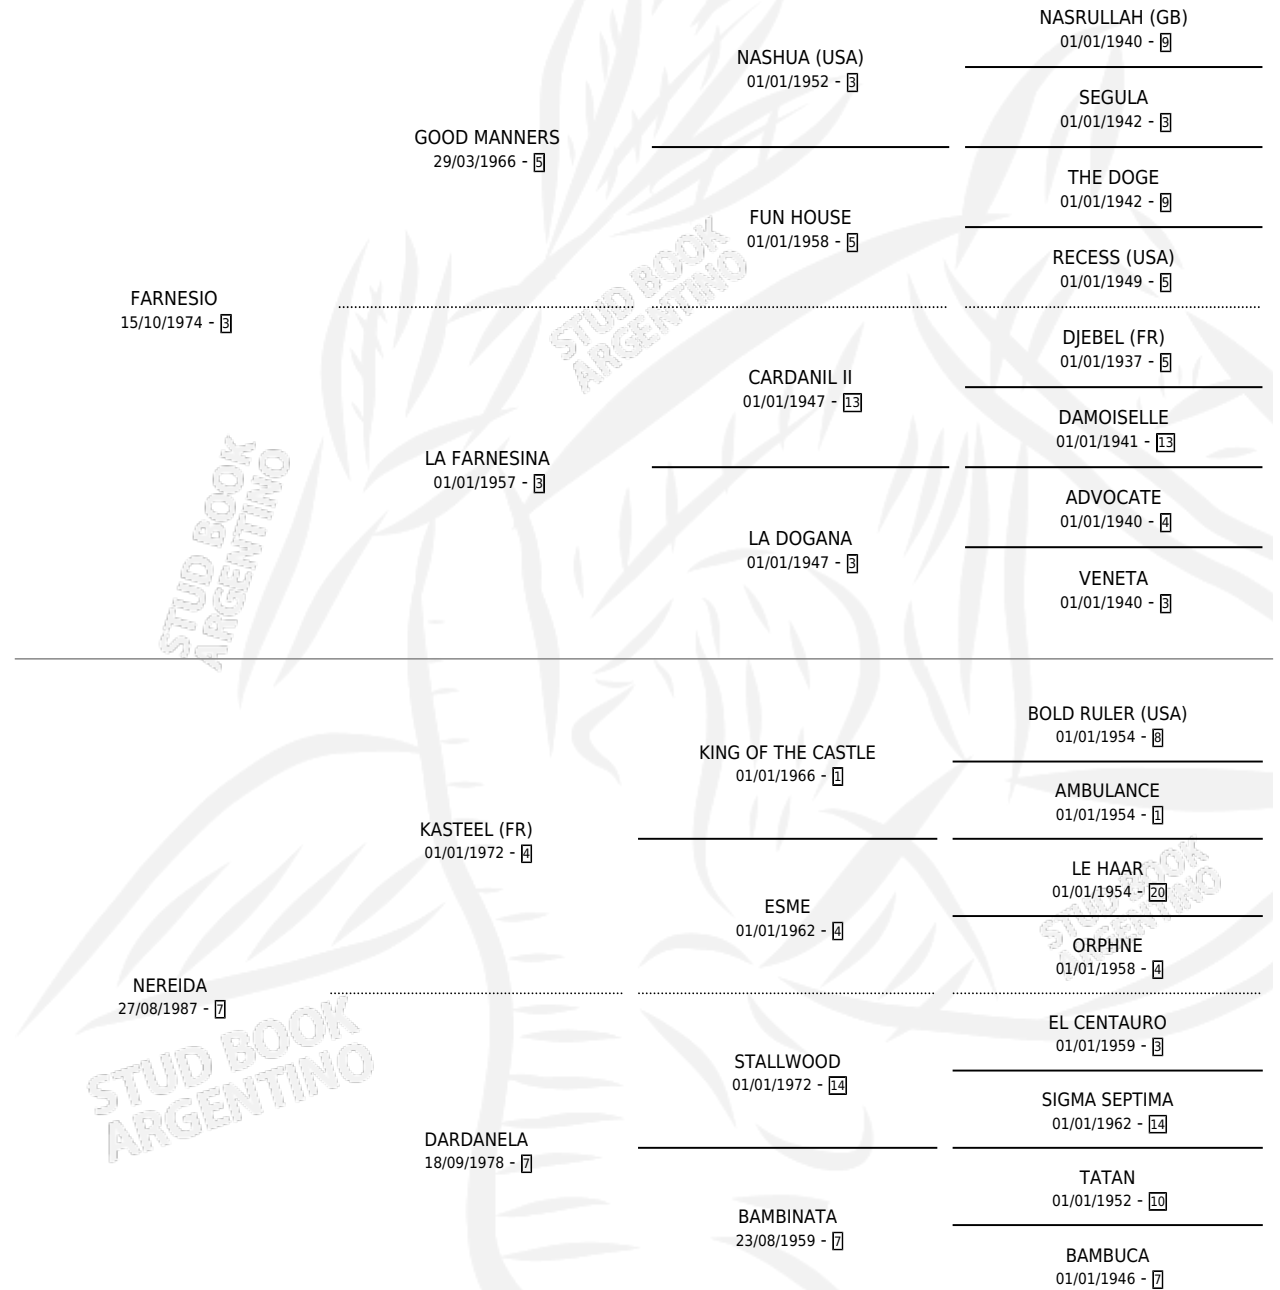 NASRULLAH (GB)
01/01/1940 - 9
NASHUA (USA)
01/01/1952 - 3
SEGULA
01/01/1942 - 3
GOOD MANNERS
29/03/1966 - 5
THE DOGE
01/01/1942 - 9
FUN HOUSE
01/01/1958 - 5
RECESS (USA)
01/01/1949 - 5
FARNESIO
15/10/1974 - 3
DJEBEL (FR)
01/01/1937 - 5
CARDANIL II
01/01/1947 - 13
DAMOISELLE
01/01/1941 - 13
LA FARNESINA
01/01/1957 - 3
ADVOCATE
01/01/1940 - 4
LA DOGANA
01/01/1947 - 3
VENETA
01/01/1940 - 3
BOLD RULER (USA)
01/01/1954 - 8
KING OF THE CASTLE
01/01/1966 - 1
AMBULANCE
01/01/1954 - 1
KASTEEL (FR)
01/01/1972 - 4
LE HAAR
01/01/1954 - 20
ESME
01/01/1962 - 4
ORPHNE
01/01/1958 - 4
NEREIDA
27/08/1987 - 7
EL CENTAURO
01/01/1959 - 3
STALLWOOD
01/01/1972 - 14
SIGMA SEPTIMA
01/01/1962 - 14
DARDANELA
18/09/1978 - 7
TATAN
01/01/1952 - 10
BAMBINATA
23/08/1959 - 7
BAMBUCA
01/01/1946 - 7
STUD BOOK
ARGENTINO
STUD BOOK
ARGENTINO
STUD BOOK
ARGENTINO
STUD BOOK
ARGENTINO